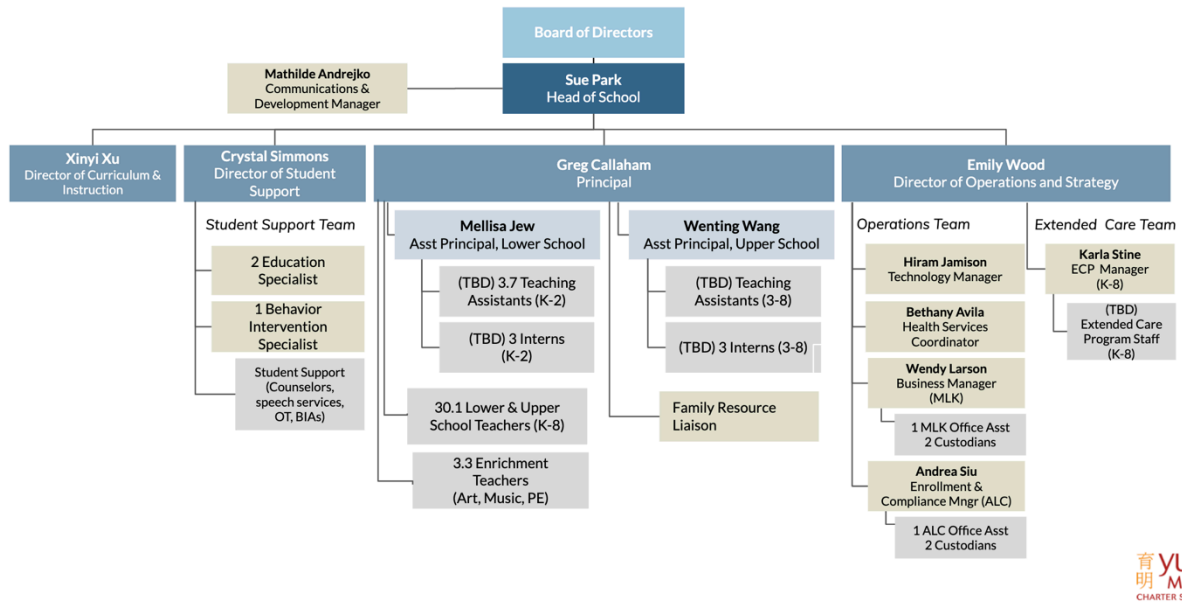 Board of Directors
Mathilde Andrejko
Communications &
Development Manager
Sue Park
Head of School
Xinyi Xu
Director of Curriculum &
Instruction
Crystal Simmons
Director of Student
Support
Greg Callaham
Principal
Emily Wood
Director of Operations and Strategy
Student Support Team
2 Education
Specialist
1 Behavior
Intervention
Specialist
Student Support
(Counselors,
speech services,
OT, BIAs)
Mellisa Jew
Asst Principal, Lower School
(TBD) 3.7 Teaching
Assistants (K-2)
(TBD) 3 Interns
(K-2)
30.1 Lower & Upper
School Teachers (K-8)
3.3 Enrichment
Teachers
(Art, Music, PE)
Wenting Wang
Asst Principal, Upper School
(TBD) Teaching
Assistants (3-8)
(TBD) 3 Interns (3-8)
Family Resource
Liaison
Operations Team
Hiram Jamison
Technology Manager
Bethany Avila
Health Services
Coordinator
Wendy Larson
Business Manager
(MLK)
1 MLK Office Asst
2 Custodians
Andrea Siu
Enrollment &
Compliance Mngr (ALC)
1 ALC Office Asst
2 Custodians
Extended Care Team
Karla Stine
ECP Manager
(K-8)
(TBD)
Extended Care
Program Staff
(K-8)
育明
CHARTER